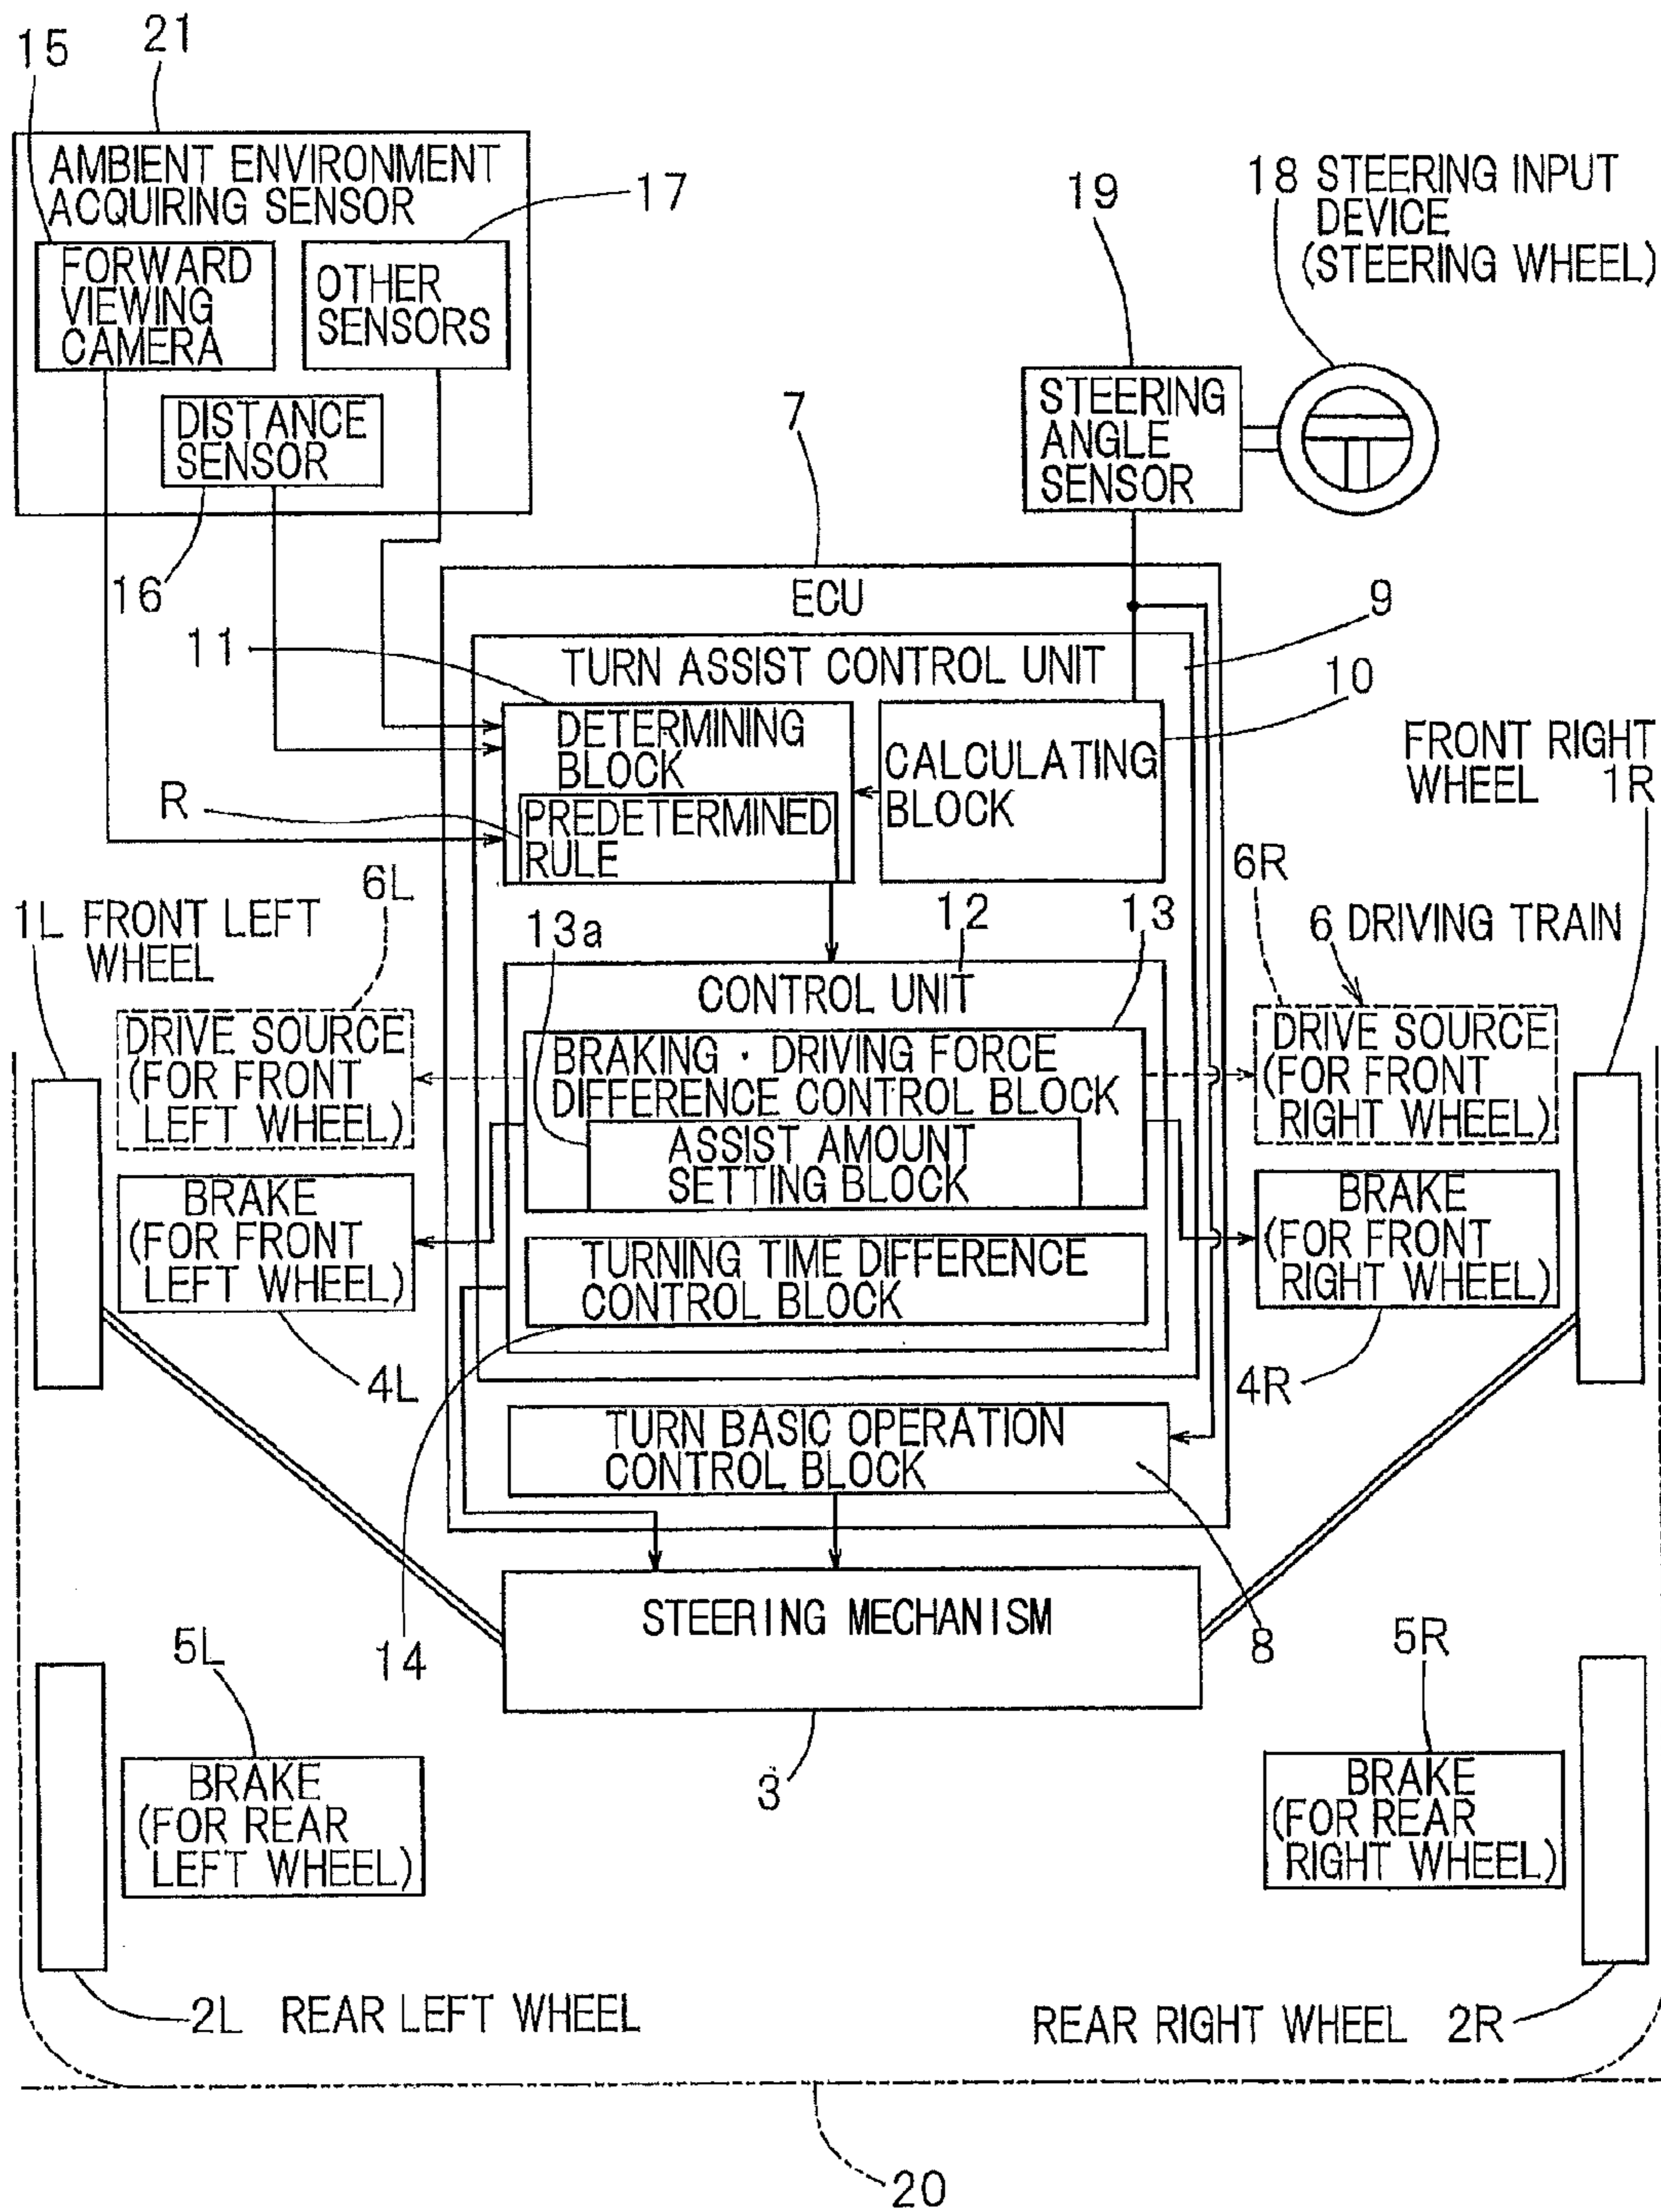 15
21
AMBIENT ENVIRONMENT
ACQUIRING SENSOR
17
FORWARD
VIEWING
CAMERA
OTHER
SENSORS
DISTANCE
SENSOR
16
19
18 STEERING INPUT
DEVICE
(STEERING WHEEL)
STEERING
ANGLE
SENSOR
7
ECU
9
11
TURN ASSIST CONTROL UNIT
10
DETERMINING
BLOCK
R
PREDETERMINED
RULE
CALCULATING
BLOCK
FRONT RIGHT
WHEEL 1R
1L FRONT LEFT
WHEEL
6L
13a
12
13
6R
6 DRIVING TRAIN
CONTROL UNIT
DRIVE SOURCE
(FOR FRONT
LEFT WHEEL)
BRAKING · DRIVING FORCE
DIFFERENCE CONTROL BLOCK
ASSIST AMOUNT
SETTING BLOCK
DRIVE SOURCE
(FOR FRONT
RIGHT WHEEL)
BRAKE
(FOR FRONT
LEFT WHEEL)
TURNING TIME DIFFERENCE
CONTROL BLOCK
BRAKE
(FOR FRONT
RIGHT WHEEL)
4L
4R
TURN BASIC OPERATION
CONTROL BLOCK
STEERING MECHANISM
5L
14
8
5R
3
BRAKE
(FOR REAR
LEFT WHEEL)
BRAKE
(FOR REAR
RIGHT WHEEL)
2L REAR LEFT WHEEL
REAR RIGHT WHEEL 2R
20